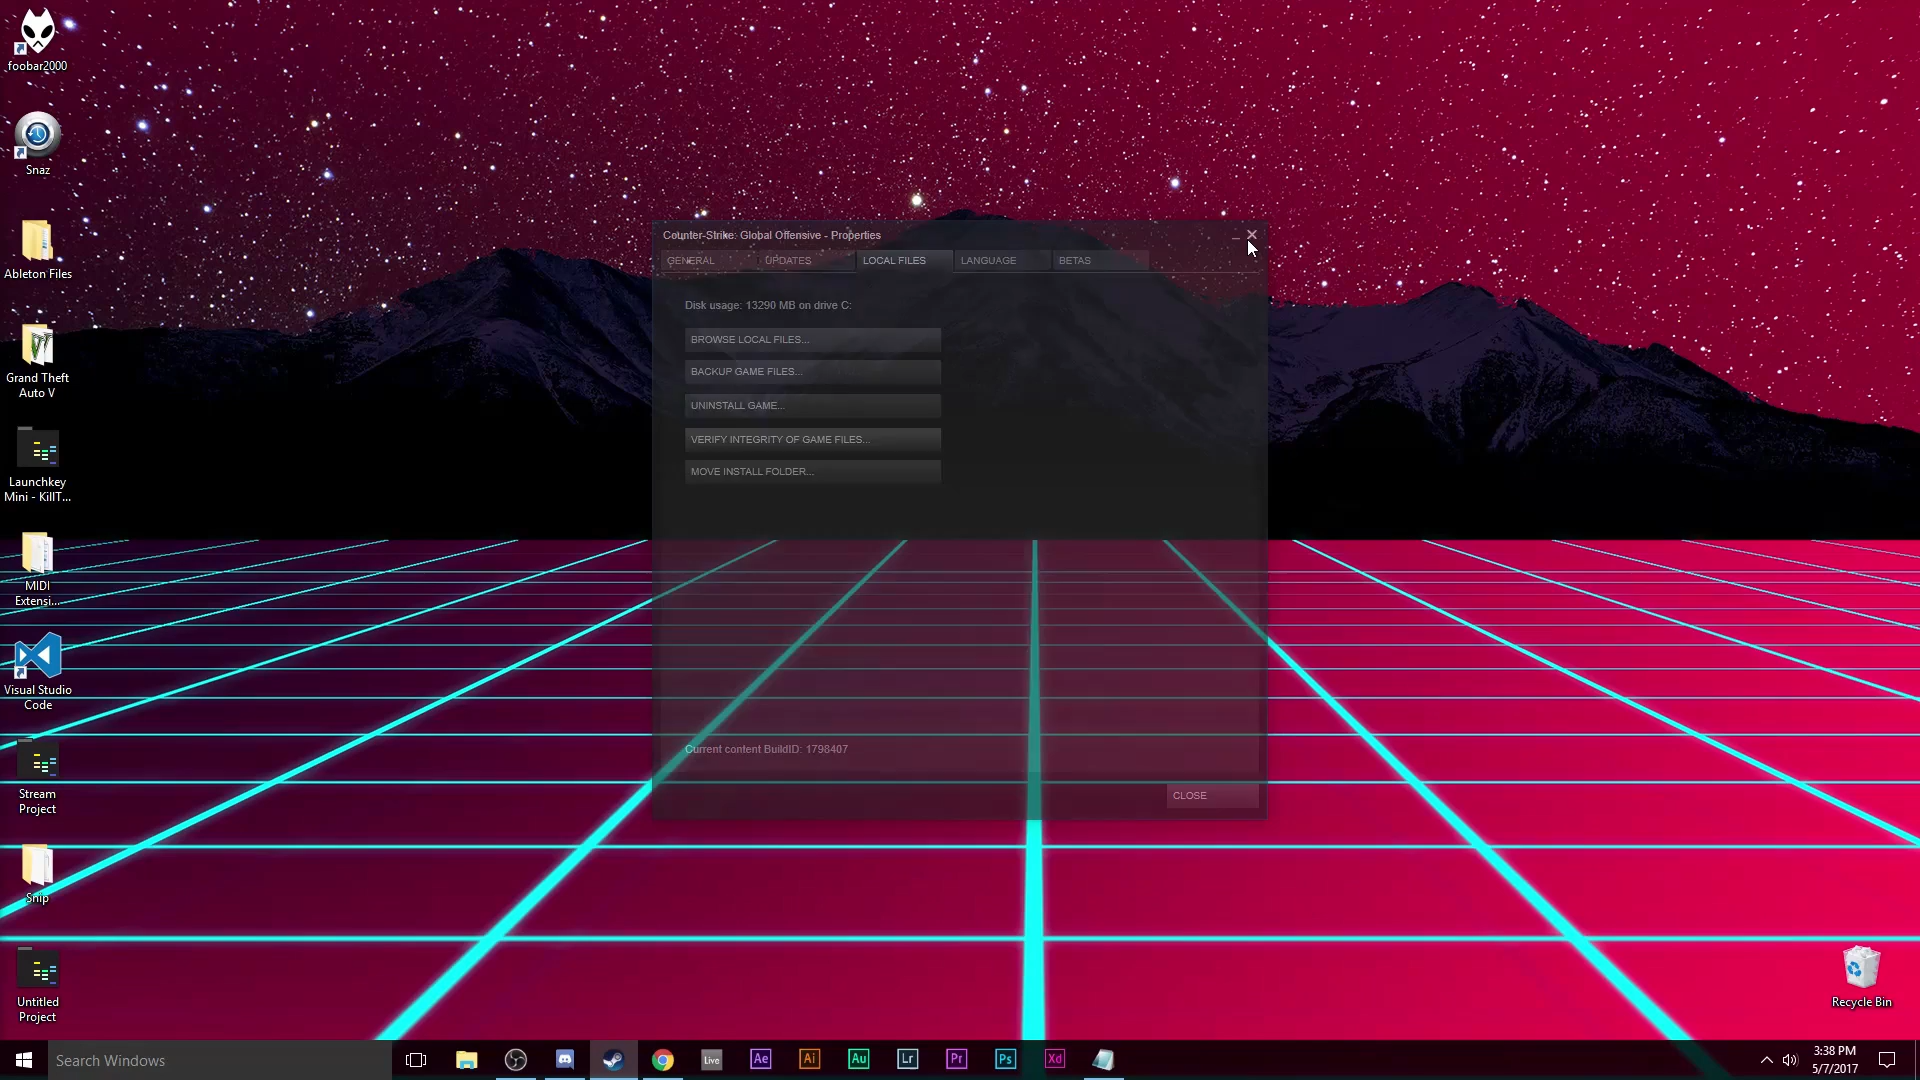 foobar2000
Snaz
Ableton Files
Grand Theft
Auto V
Launchkey
Mini - KillT...
MIDI
Extensi...
Visual Studio
Code
Stream
Project
Snip
Untitled
Project
Counter-Strike: Global Offensive - Properties
GENERAL
UPDATES
LOCAL FILES
LANGUAGE
BETAS
Disk usage: 13290 MB on drive C:
BROWSE LOCAL FILES...
BACKUP GAME FILES...
UNINSTALL GAME...
VERIFY INTEGRITY OF GAME FILES...
MOVE INSTALL FOLDER...
Current content BuildID: 1798407
CLOSE
Recycle Bin
Search Windows
Live
Ae
Ai
Au
Lr
Pr
Ps
Xd
3:38 PM
5/7/2017